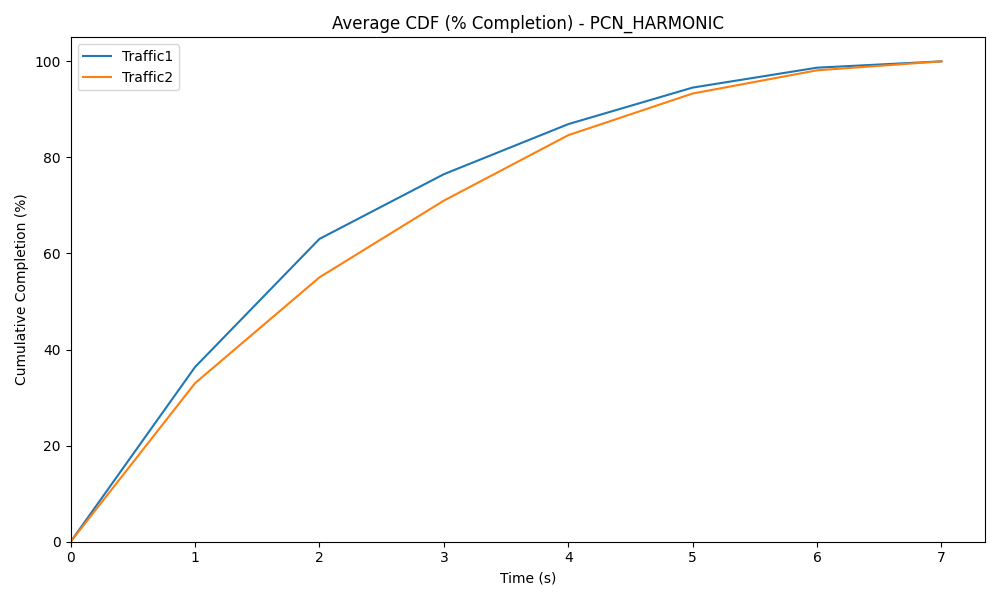 Average CDF (% Completion) - PCN_HARMONIC
Traffic1
Traffic2
100
80
60
40
20
0
Cumulative Completion (%)
0 1 2 3 4 5 6 7
Time (s)